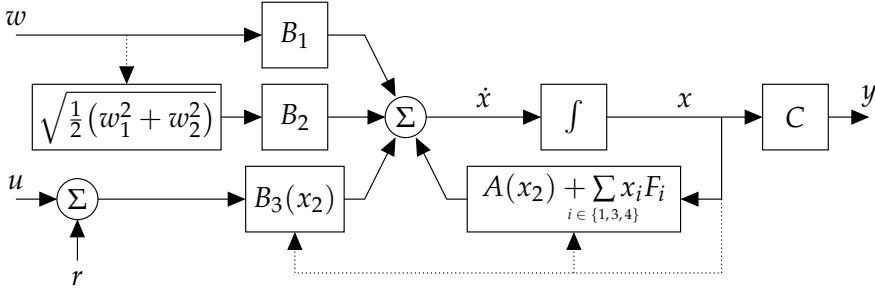 w
B₁
√(½(w₁² + w₂²))
B₂
Σ
ẋ
∫
x
C
y
u
Σ
B₃(x₂)
A(x₂) + Σ xᵢFᵢ
i ∈ {1,3,4}
r